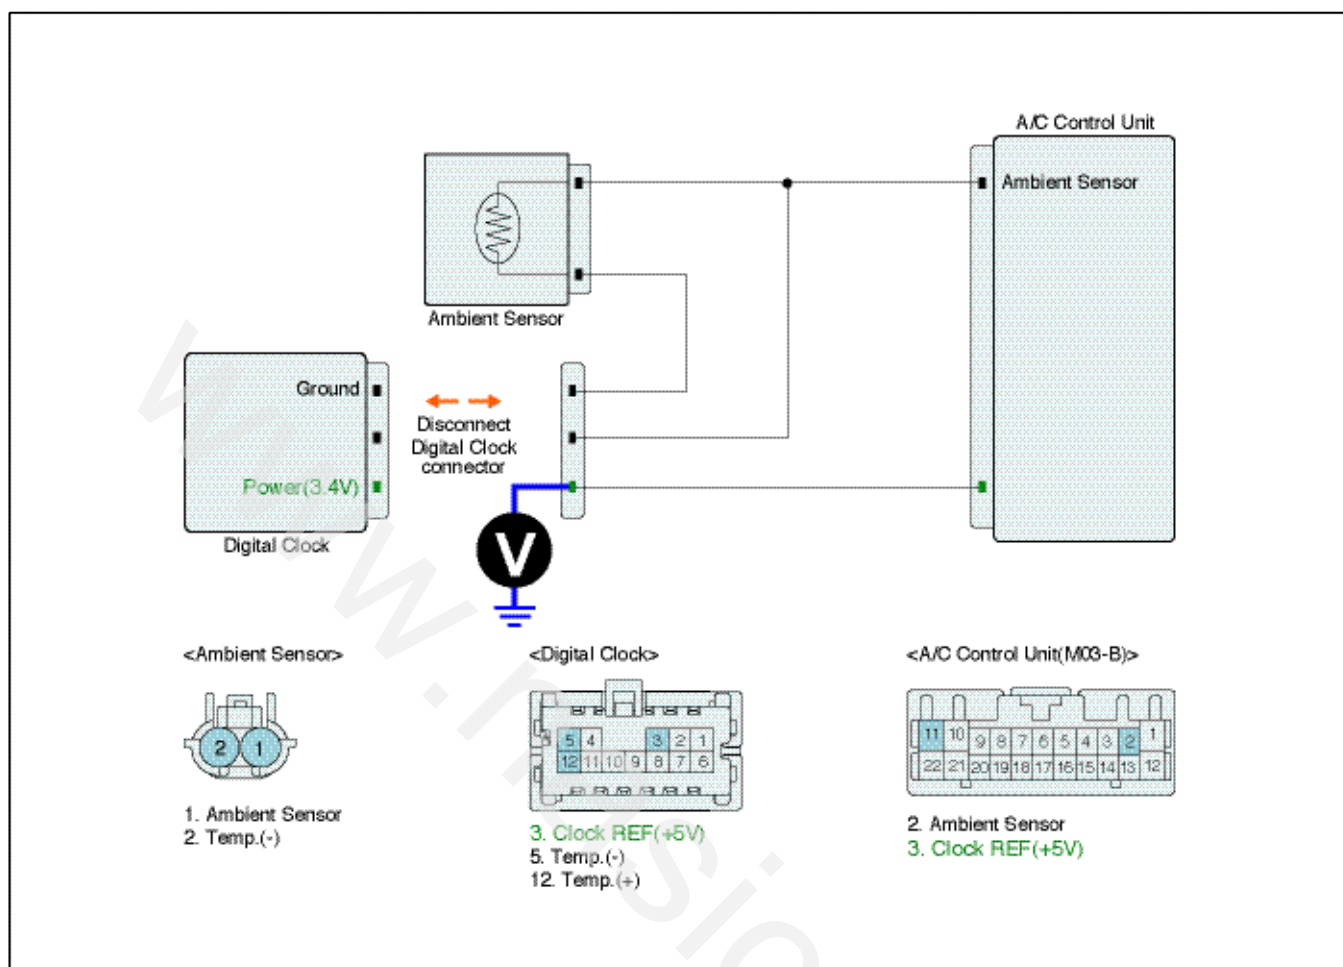 A/C Control Unit
Ambient Sensor
Ambient Sensor
Ground
Disconnect
Digital Clock
connector
Power(3.4V)
Digital Clock
V
<Ambient Sensor>
<Digital Clock>
<A/C Control Unit(M03-B)>
2 1
5 4 3 2 1
12 11 10 9 8 7 6
11 10 9 8 7 6 5 4 3 2 1
22 21 20 19 18 17 16 15 14 13 12
1. Ambient Sensor
2. Temp.(-)
3. Clock REF(+5V)
5. Temp.(-)
12. Temp.(+)
2. Ambient Sensor
3. Clock REF(+5V)